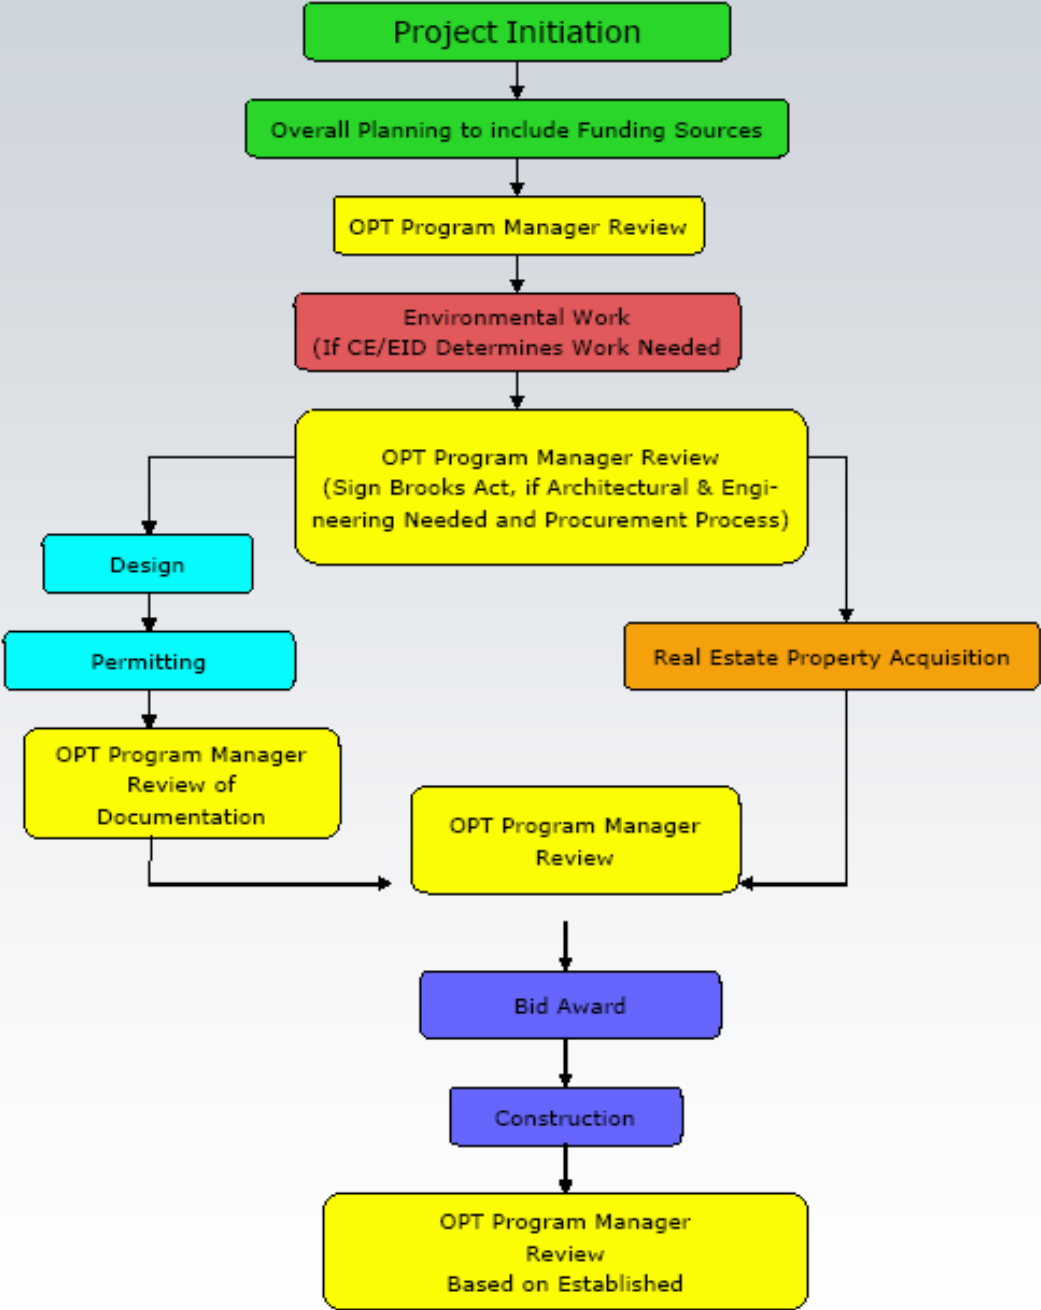 Project Initiation
Overall Planning to include Funding Sources
OPT Program Manager Review
Environmental Work
(If CE/EID Determines Work Needed
OPT Program Manager Review
(Sign Brooks Act, if Architectural & Engi-
neering Needed and Procurement Process)
Design
Permitting
Real Estate Property Acquisition
OPT Program Manager
Review of
Documentation
OPT Program Manager
Review
Bid Award
Construction
OPT Program Manager
Review
Based on Established